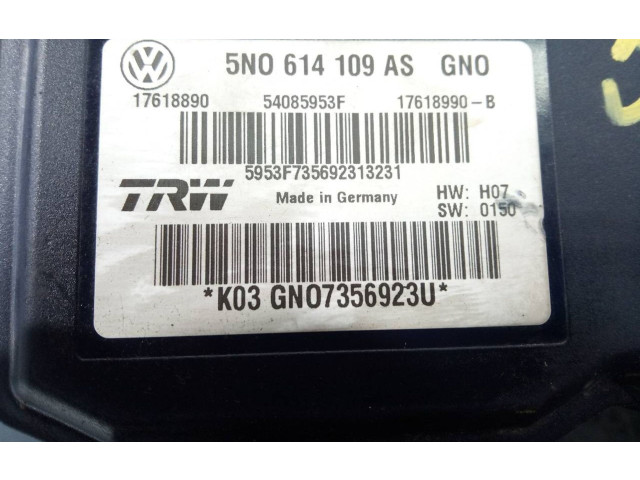 VW 5N0 614 109 AS GNO
17618890 54085953F 17618990-B
5953F735692313231
TRW Made in Germany HW: H07
SW: 0150
*K03 GNO7356923U*